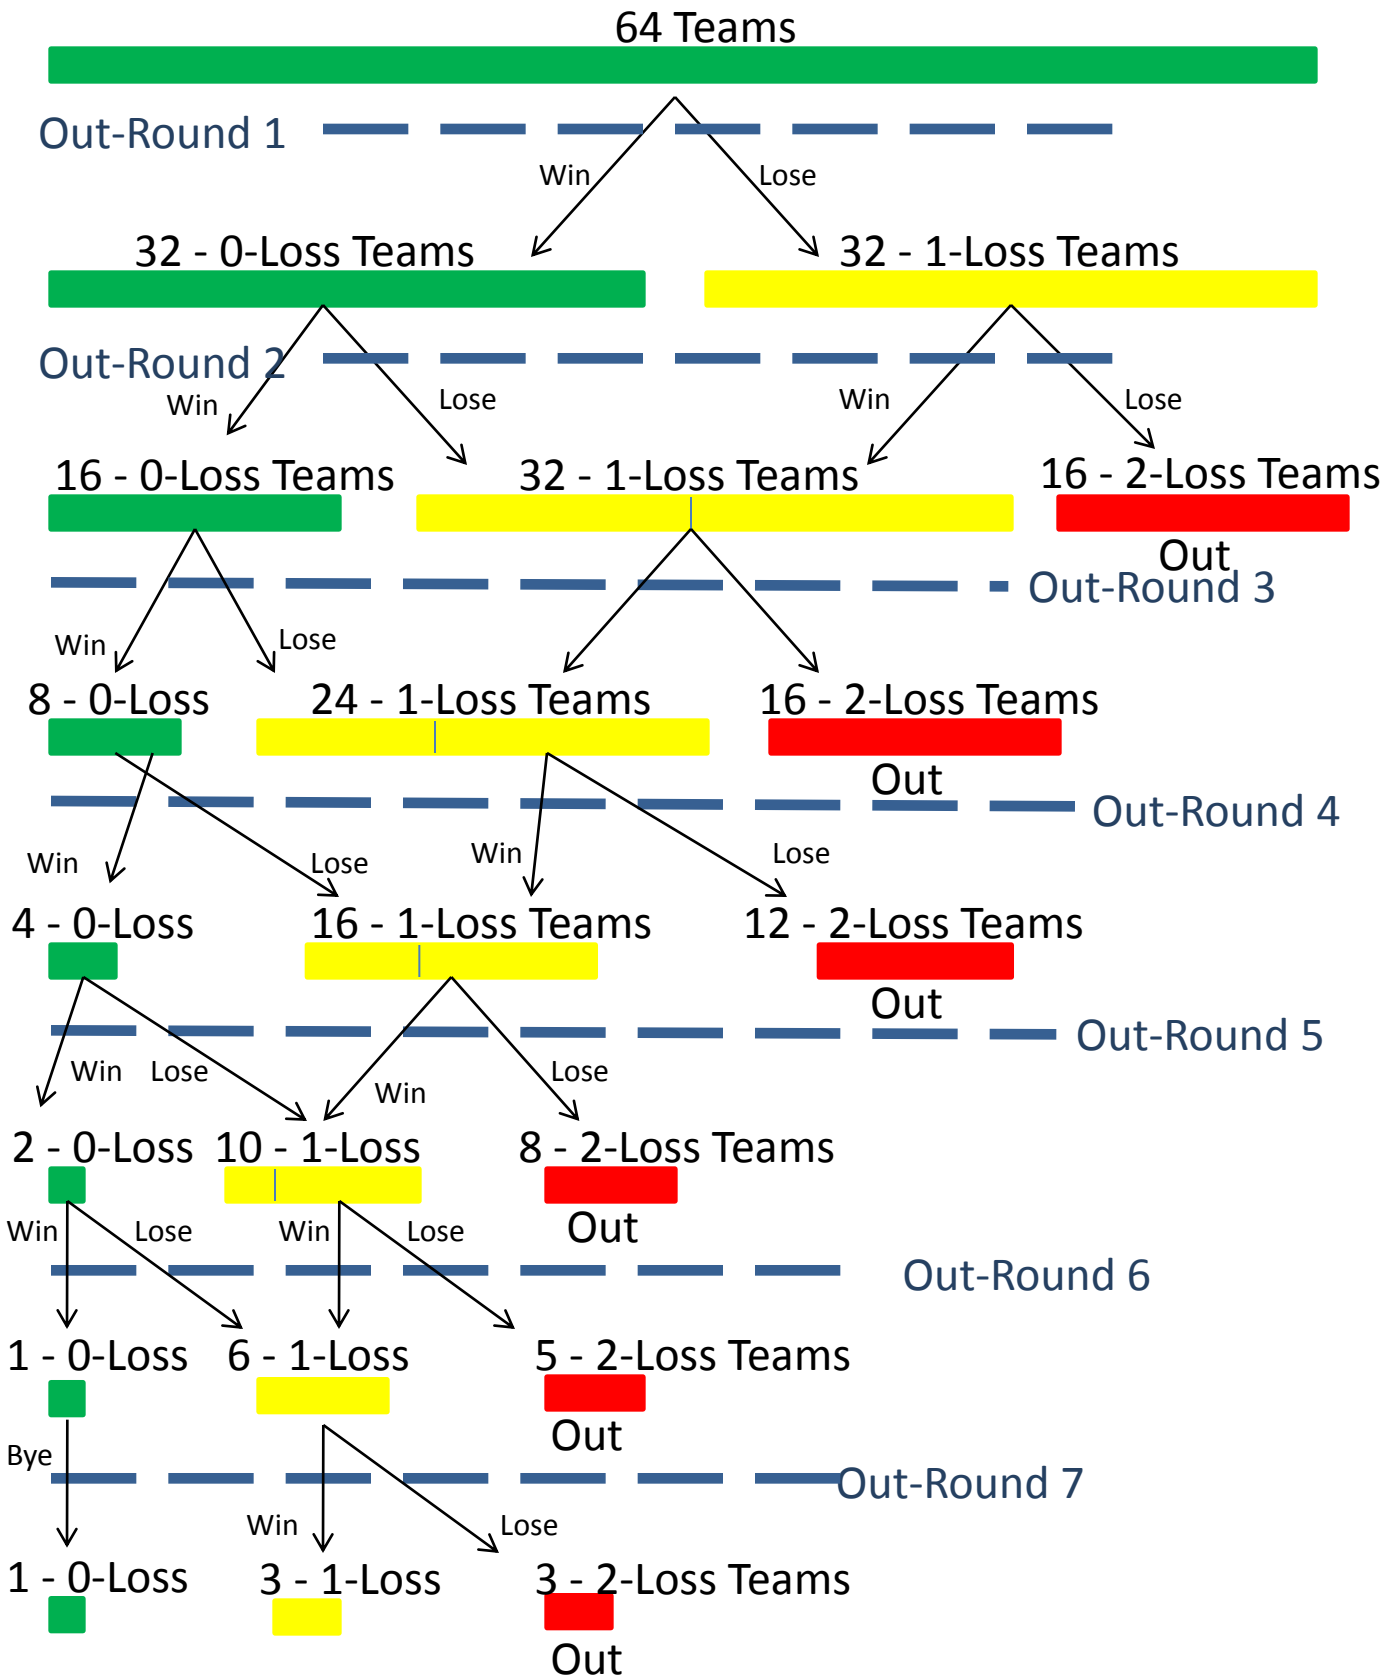 64 Teams
Out-Round 1
Win
Lose
32 - 0-Loss Teams
32 - 1-Loss Teams
Out-Round 2
Win
Lose
Win
Lose
16 - 0-Loss Teams
32 - 1-Loss Teams
16 - 2-Loss Teams
Out
Out-Round 3
Win
Lose
8 - 0-Loss
24 - 1-Loss Teams
16 - 2-Loss Teams
Out
Out-Round 4
Win
Lose
Win
Lose
4 - 0-Loss
16 - 1-Loss Teams
12 - 2-Loss Teams
Out
Out-Round 5
Win
Lose
Win
Lose
2 - 0-Loss
10 - 1-Loss
8 - 2-Loss Teams
Out
Win
Lose
Win
Lose
Out-Round 6
1 - 0-Loss
6 - 1-Loss
5 - 2-Loss Teams
Out
Bye
Out-Round 7
Win
Lose
1 - 0-Loss
3 - 1-Loss
3 - 2-Loss Teams
Out